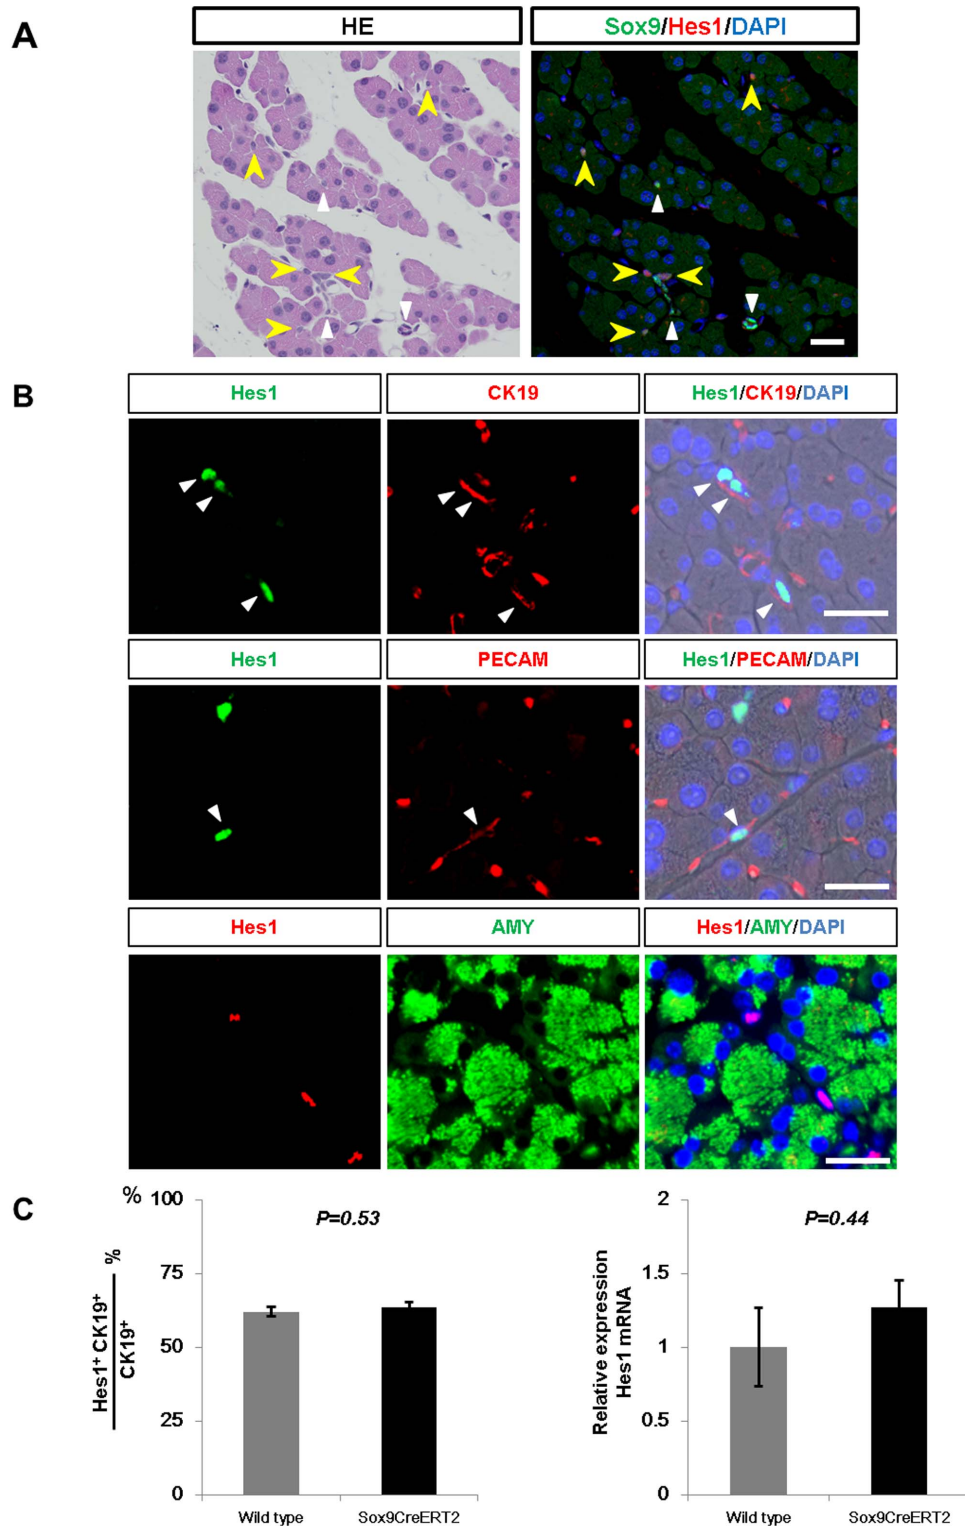 A
HE
Sox9/Hes1/DAPI
B
Hes1
CK19
Hes1/CK19/DAPI
Hes1
PECAM
Hes1/PECAM/DAPI
Hes1
AMY
Hes1/AMY/DAPI
C
%
100
75
50
25
0
P=0.53
Hes1⁺ CK19⁺
CK19⁺
%
Wild type
Sox9CreERT2
2
1.5
1
0.5
0
P=0.44
Relative expression
Hes1 mRNA
Wild type
Sox9CreERT2